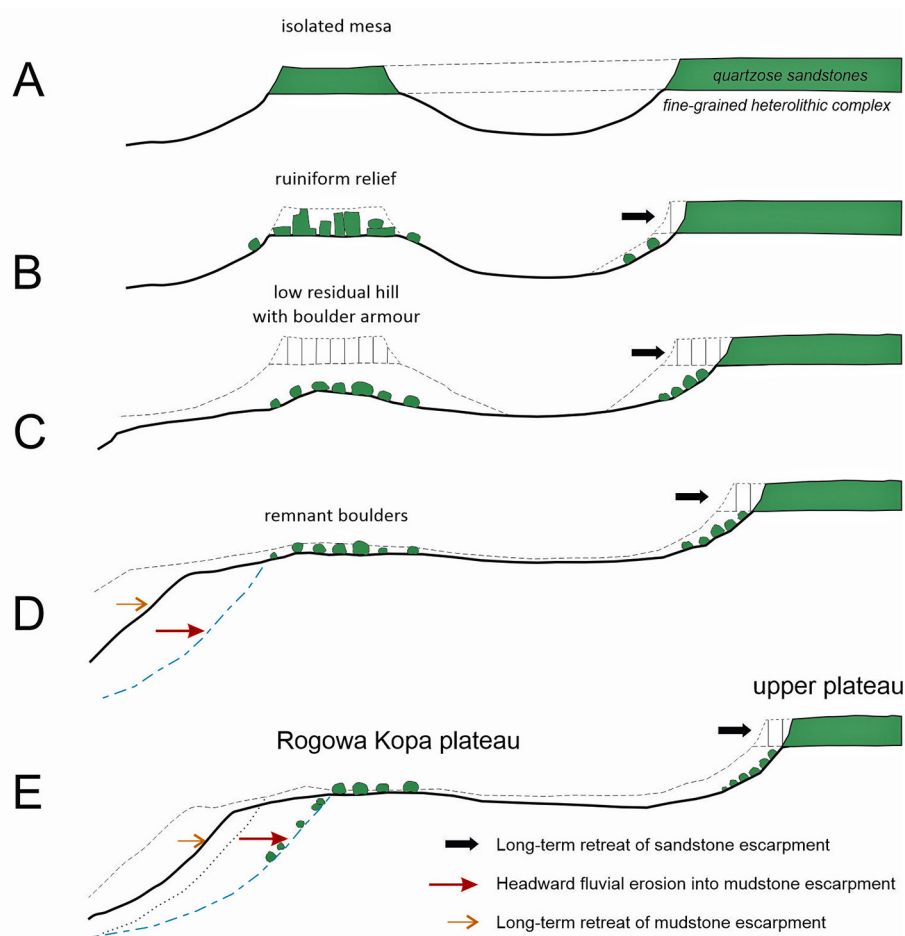 isolated mesa
A
quartzose sandstones
fine-grained heterolithic complex
ruiniform relief
B
low residual hill
with boulder armour
C
remnant boulders
D
upper plateau
Rogowa Kopa plateau
E
Long-term retreat of sandstone escarpment
Headward fluvial erosion into mudstone escarpment
Long-term retreat of mudstone escarpment